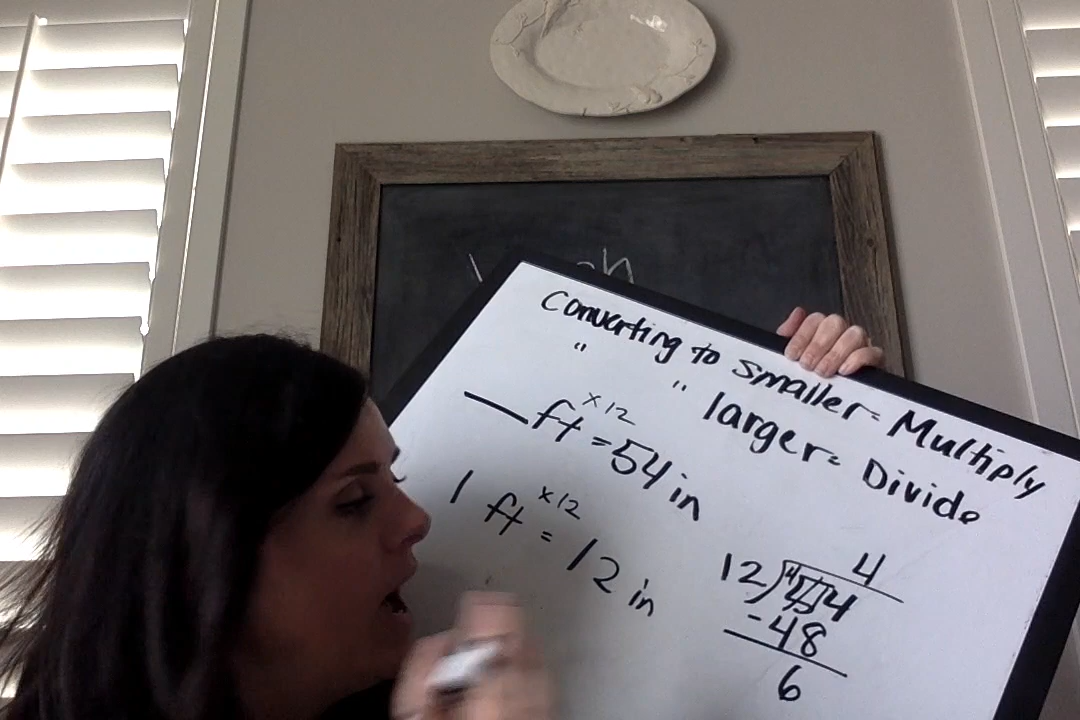 Converting to smaller = Multiply
" " larger = Divide
__ ft x12 = 54 in
1 ft x12 = 12 in
4
12)54
-48
6